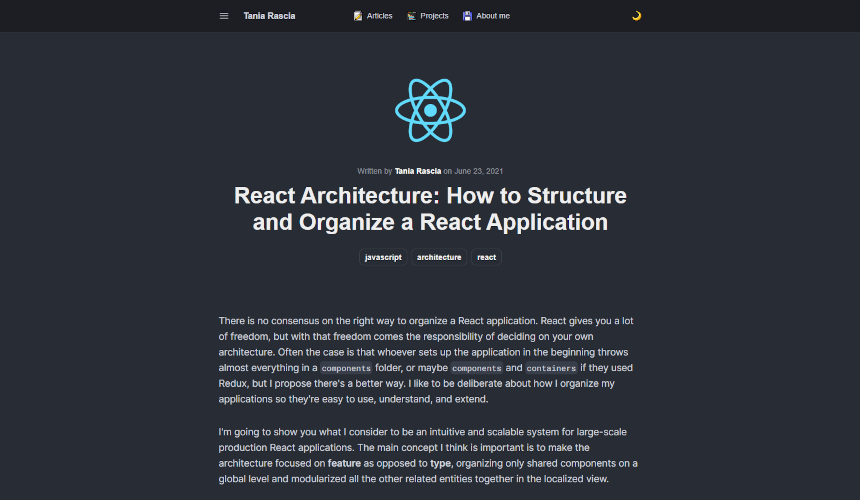 Tania Rascia
Articles
Projects
About me
Written by Tania Rascia on June 23, 2021
React Architecture: How to Structure
and Organize a React Application
javascript
architecture
react
There is no consensus on the right way to organize a React application. React gives you a lot
of freedom, but with that freedom comes the responsibility of deciding on your own
architecture. Often the case is that whoever sets up the application in the beginning throws
almost everything in a components folder, or maybe components and containers if they used
Redux, but I propose there's a better way. I like to be deliberate about how I organize my
applications so they're easy to use, understand, and extend.
I'm going to show you what I consider to be an intuitive and scalable system for large-scale
production React applications. The main concept I think is important is to make the
architecture focused on feature as opposed to type, organizing only shared components on a
global level and modularized all the other related entities together in the localized view.